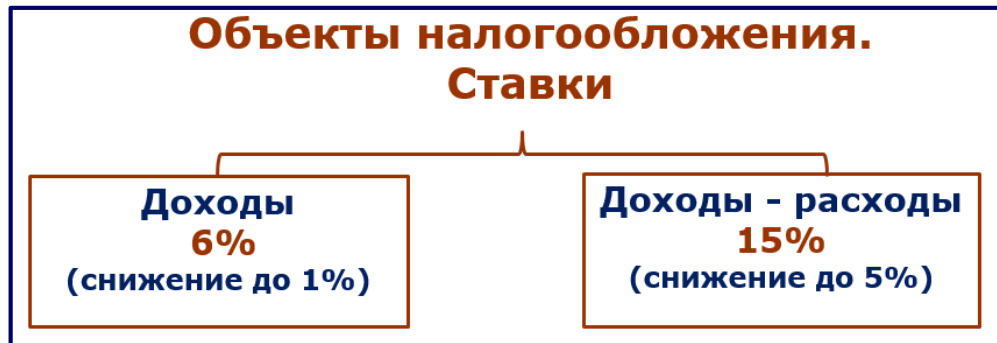 Объекты налогообложения.
Ставки
Доходы
6%
(снижение до 1%)
Доходы - расходы
15%
(снижение до 5%)